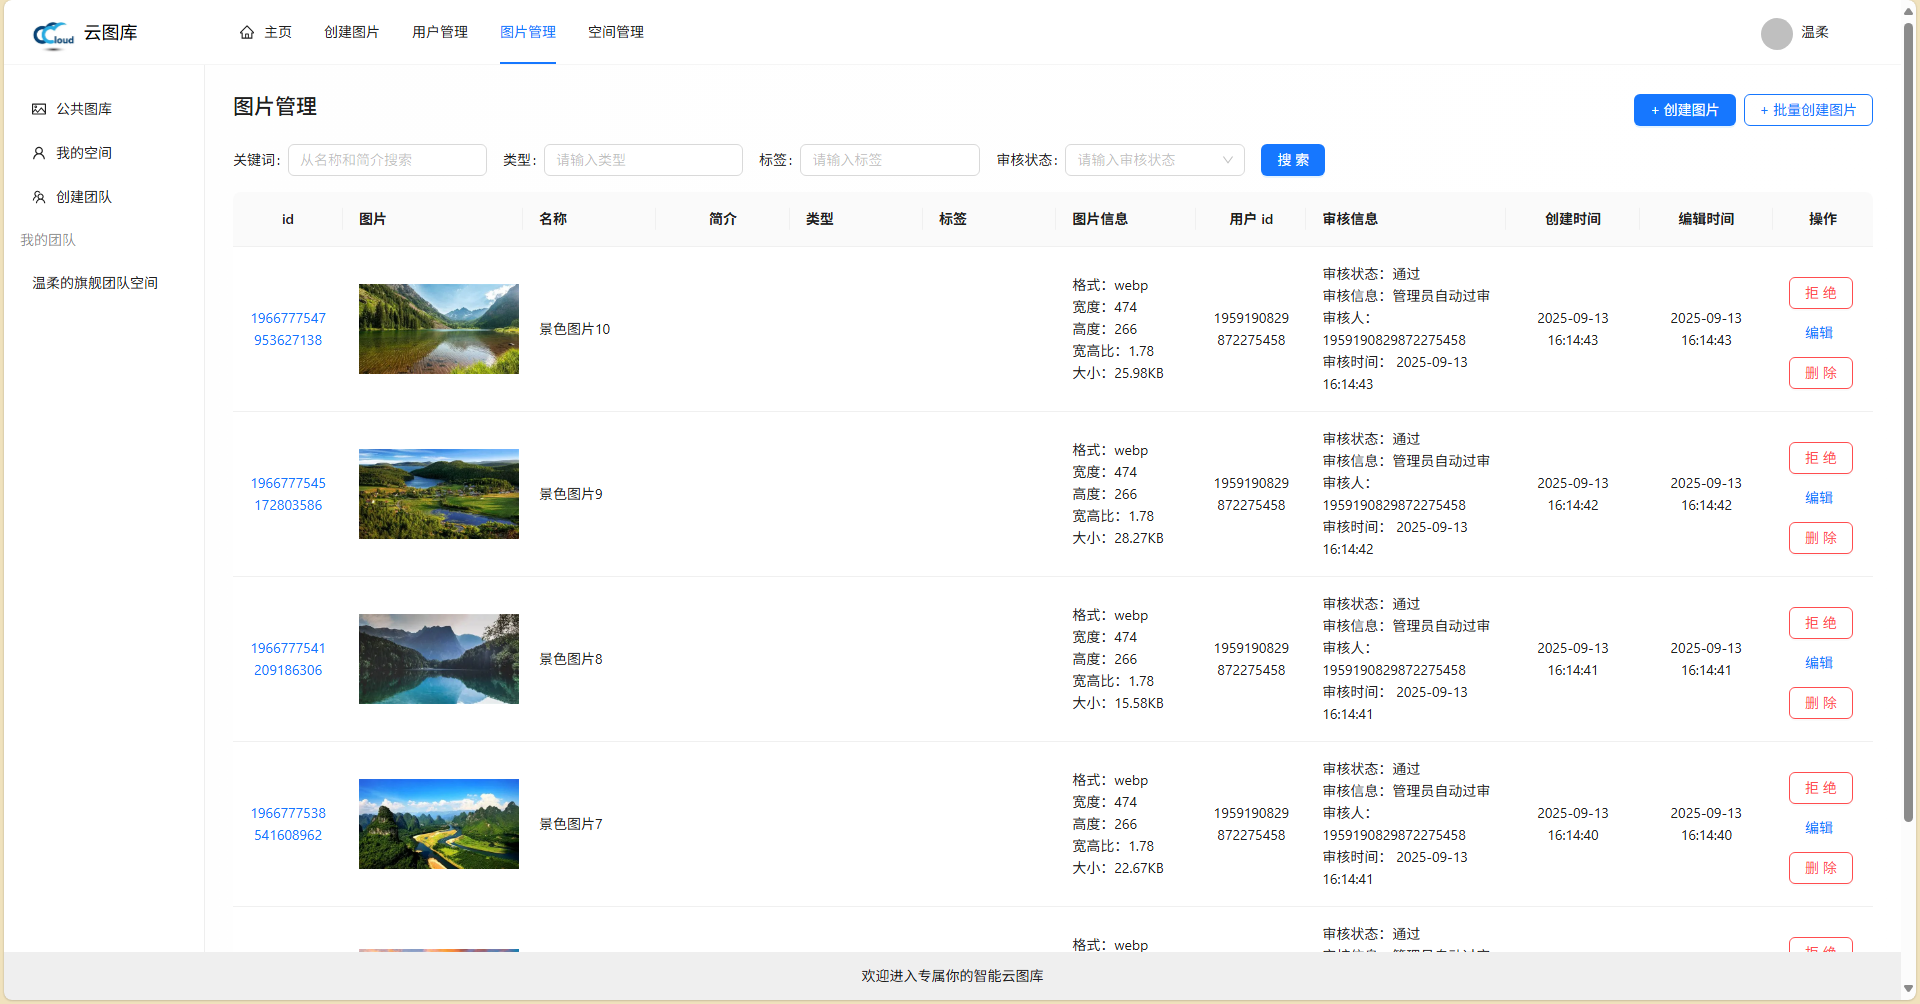 Cloud 云图库 主页 创建图片 用户管理 图片管理 空间管理 温柔
公共图库
我的空间
创建团队
我的团队
温柔的旗舰团队空间
图片管理
+ 创建图片 + 批量创建图片
关键词: 从名称和简介搜索 类型: 请输入类型 标签: 请输入标签 审核状态: 请输入审核状态 搜 索
id 图片 名称 简介 类型 标签 图片信息 用户 id 审核信息 创建时间 编辑时间 操作
1966777547
953627138
景色图片10
格式：webp
宽度：474
高度：266
宽高比：1.78
大小：25.98KB
1959190829
872275458
审核状态：通过
审核信息：管理员自动过审
审核人：
1959190829872275458
审核时间： 2025-09-13
16:14:43
2025-09-13
16:14:43
2025-09-13
16:14:43
拒 绝
编辑
删 除
1966777545
172803586
景色图片9
格式：webp
宽度：474
高度：266
宽高比：1.78
大小：28.27KB
1959190829
872275458
审核状态：通过
审核信息：管理员自动过审
审核人：
1959190829872275458
审核时间： 2025-09-13
16:14:42
2025-09-13
16:14:42
2025-09-13
16:14:42
拒 绝
编辑
删 除
1966777541
209186306
景色图片8
格式：webp
宽度：474
高度：266
宽高比：1.78
大小：15.58KB
1959190829
872275458
审核状态：通过
审核信息：管理员自动过审
审核人：
1959190829872275458
审核时间： 2025-09-13
16:14:41
2025-09-13
16:14:41
2025-09-13
16:14:41
拒 绝
编辑
删 除
1966777538
541608962
景色图片7
格式：webp
宽度：474
高度：266
宽高比：1.78
大小：22.67KB
1959190829
872275458
审核状态：通过
审核信息：管理员自动过审
审核人：
1959190829872275458
审核时间： 2025-09-13
16:14:41
2025-09-13
16:14:40
2025-09-13
16:14:40
拒 绝
编辑
删 除
格式：webp
审核状态：通过
欢迎进入专属你的智能云图库